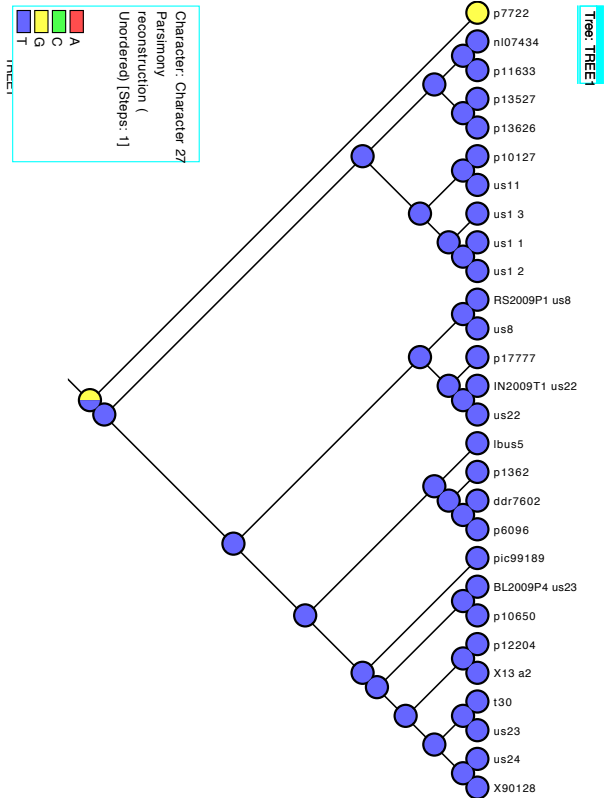 Tree: TREE1
p7722
nl07434
p11633
p13527
p13626
p10127
us11
us1 3
us1 1
us1 2
RS2009P1 us8
us8
p17777
IN2009T1 us22
us22
lbus5
p1362
ddr7602
p6096
pic99189
BL2009P4 us23
p10650
p12204
X13 a2
t30
us23
us24
X90128
Character: Character 27
Parsimony
reconstruction (
Unordered) [Steps: 1]
A
C
G
T
TREE1